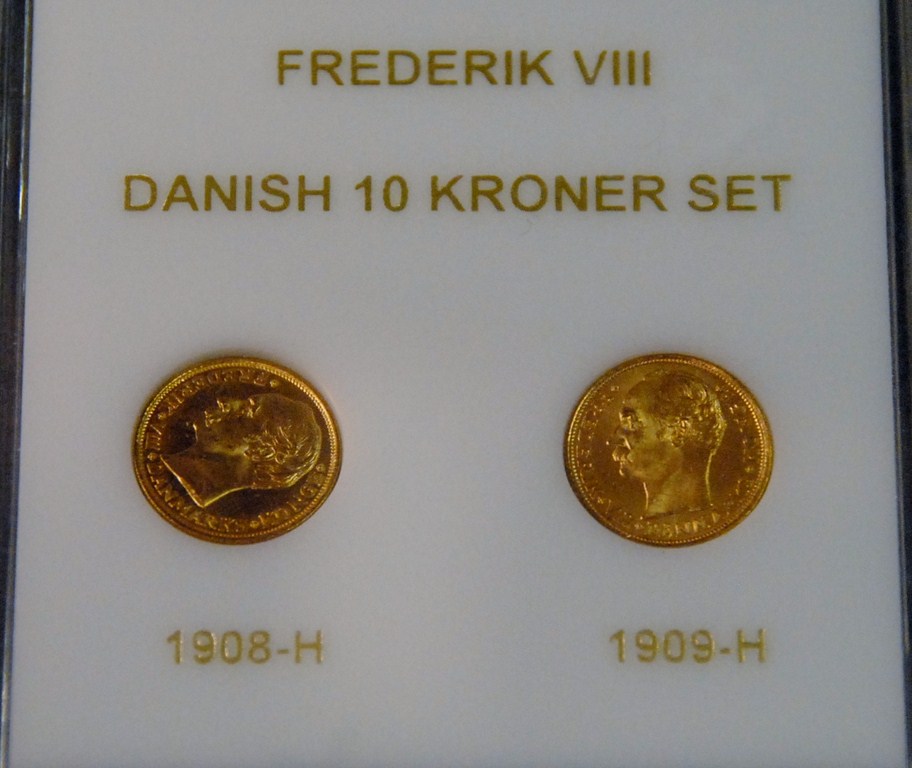 FREDERIK VIII
DANISH 10 KRONER SET
1908-H
1909-H